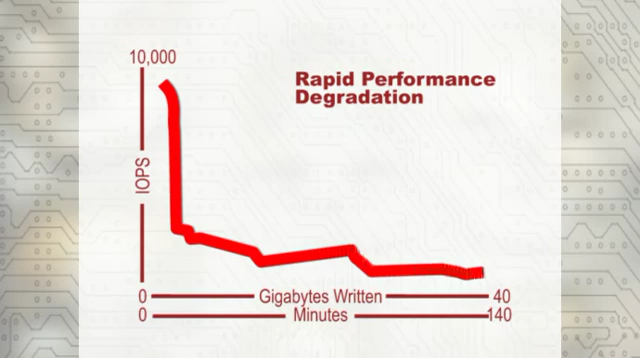 10,000
Rapid Performance
Degradation
IOPS
0 Gigabytes Written 40
0 Minutes 140